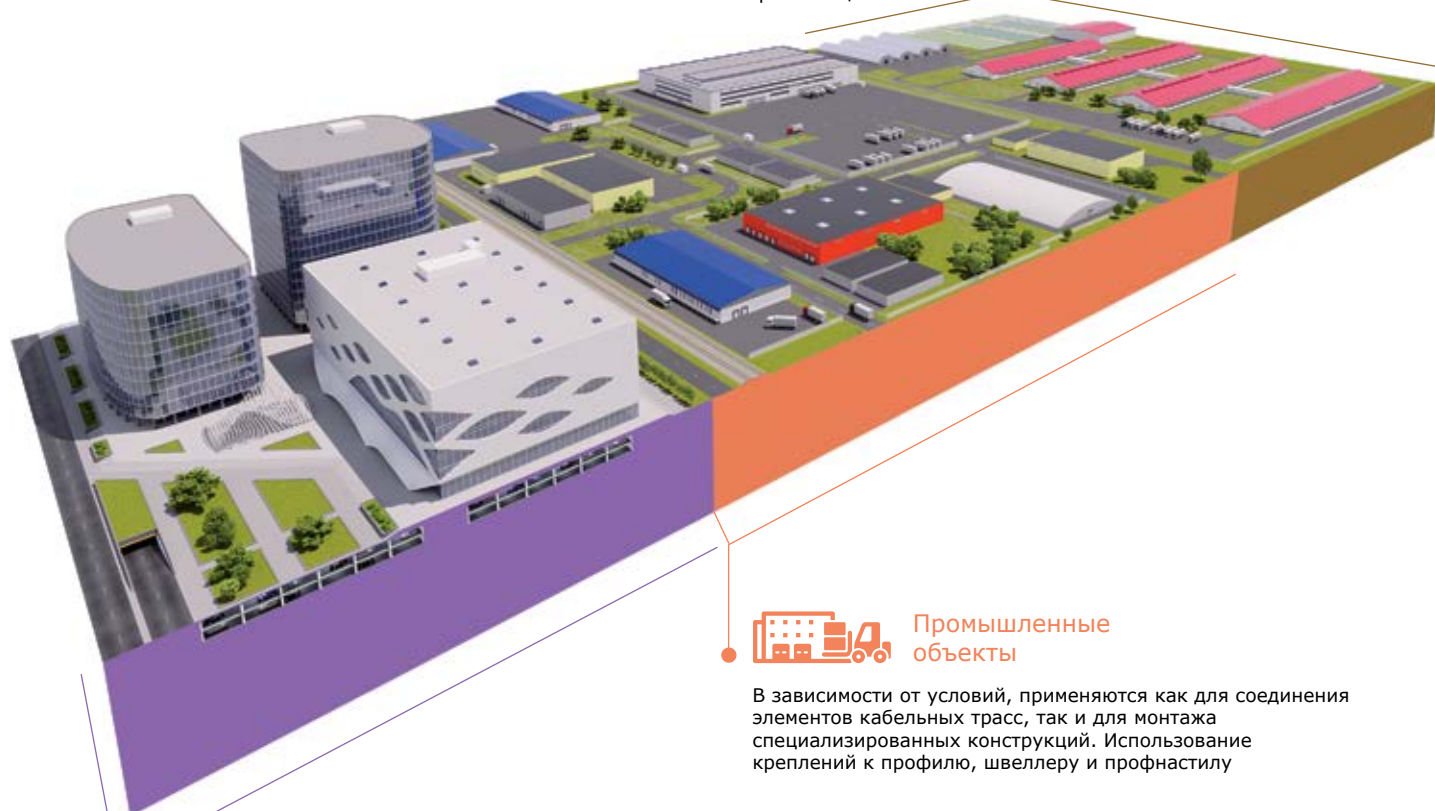 Промышленные
объекты
В зависимости от условий, применяются как для соединения
элементов кабельных трасс, так и для монтажа
специализированных конструкций. Использование
креплений к профилю, швеллеру и профнастилу